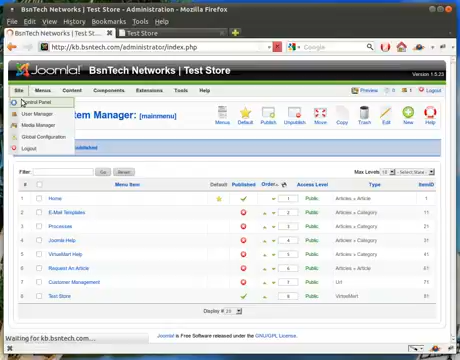 BsnTech Networks | Test Store - Administration - Mozilla Firefox
File Edit View History Bookmarks Tools Help
BsnTech Networks | Test S... Test Store
http://kb.bsntech.com/administrator/index.php
Joomla! BsnTech Networks | Test Store Version 1.5.23
Site Menus Content Components Extensions Tools Help Preview 0 1 Logout
Control Panel
User Manager
Media Manager
Global Configuration
Logout
em Manager: [mainmenu]
Menus Default Publish Unpublish Move Copy Trash Edit New Help
ublished
Filter: Go Reset Max Levels 10 - Select State -
# Menu Item Default Published Order Access Level Type ItemID
1 Home 1 Public Articles » Article 1
2 E-Mail Templates 2 Public Articles » Category 11
3 Processes 3 Public Articles » Category
4 Joomla Help 4 Public Articles » Category
5 VirtueMart Help 5 Public Articles » Category
6 Request An Article 6 Public Articles » Article
7 Customer Management 7 Public Url
8 Test Store 8 Public VirtueMart
Display # 20
Joomla! is Free Software released under the GNU/GPL License.
Waiting for kb.bsntech.com...